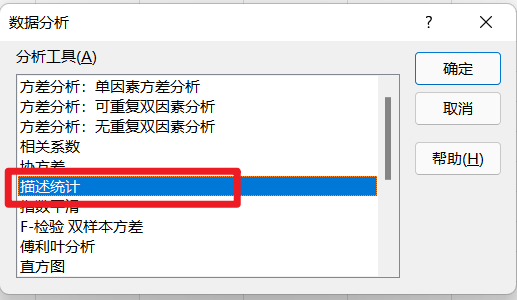 数据分析
分析工具(A)
方差分析：单因素方差分析
方差分析：可重复双因素分析
方差分析：无重复双因素分析
相关系数
协方差
描述统计
指数平滑
F-检验 双样本方差
傅利叶分析
直方图
确定
取消
帮助(H)